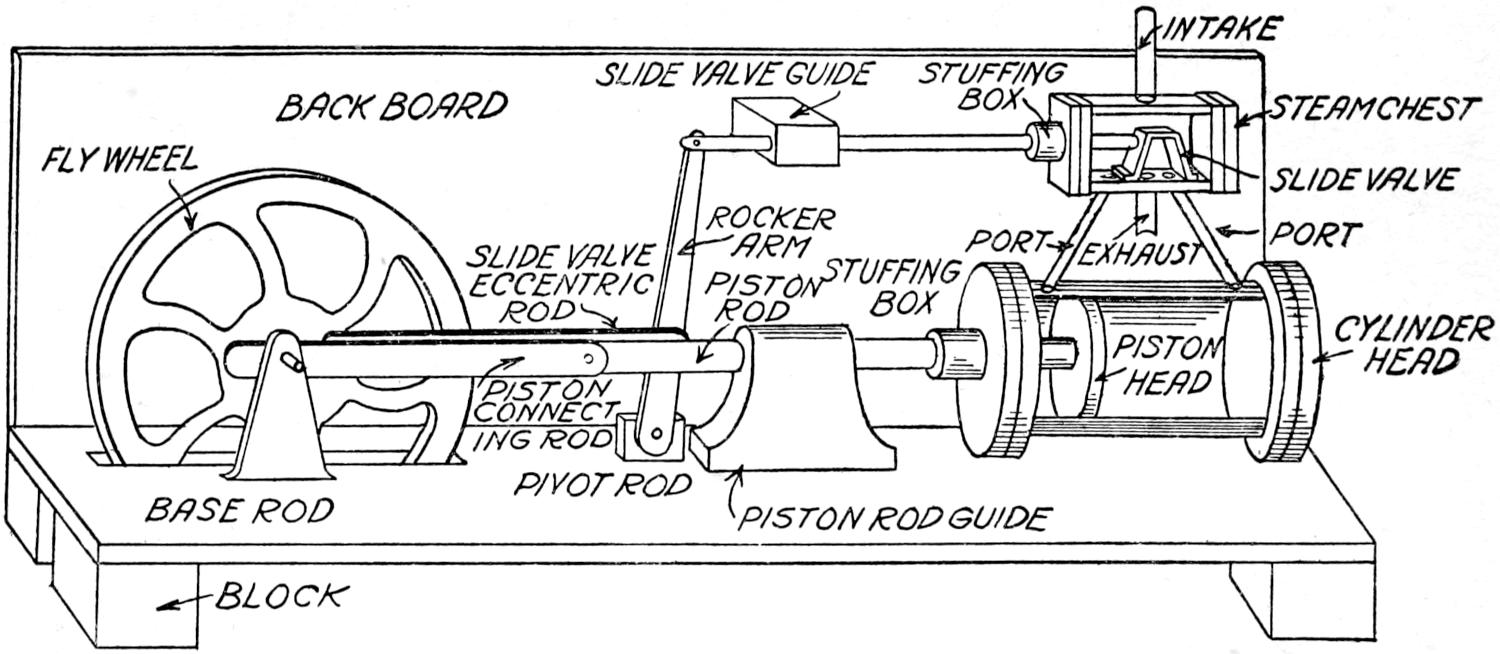 INTAKE
SLIDE VALVE GUIDE
STUFFING
BOX
BACK BOARD
STEAMCHEST
FLY WHEEL
SLIDE VALVE
ROCKER
ARM
PORT
EXHAUST
PORT
SLIDE VALVE
ECCENTRIC
ROD
PISTON
ROD
STUFFING
BOX
CYLINDER
HEAD
PISTON
HEAD
PISTON
CONNECT
ING ROD
PIVOT ROD
BASE ROD
PISTON ROD GUIDE
BLOCK